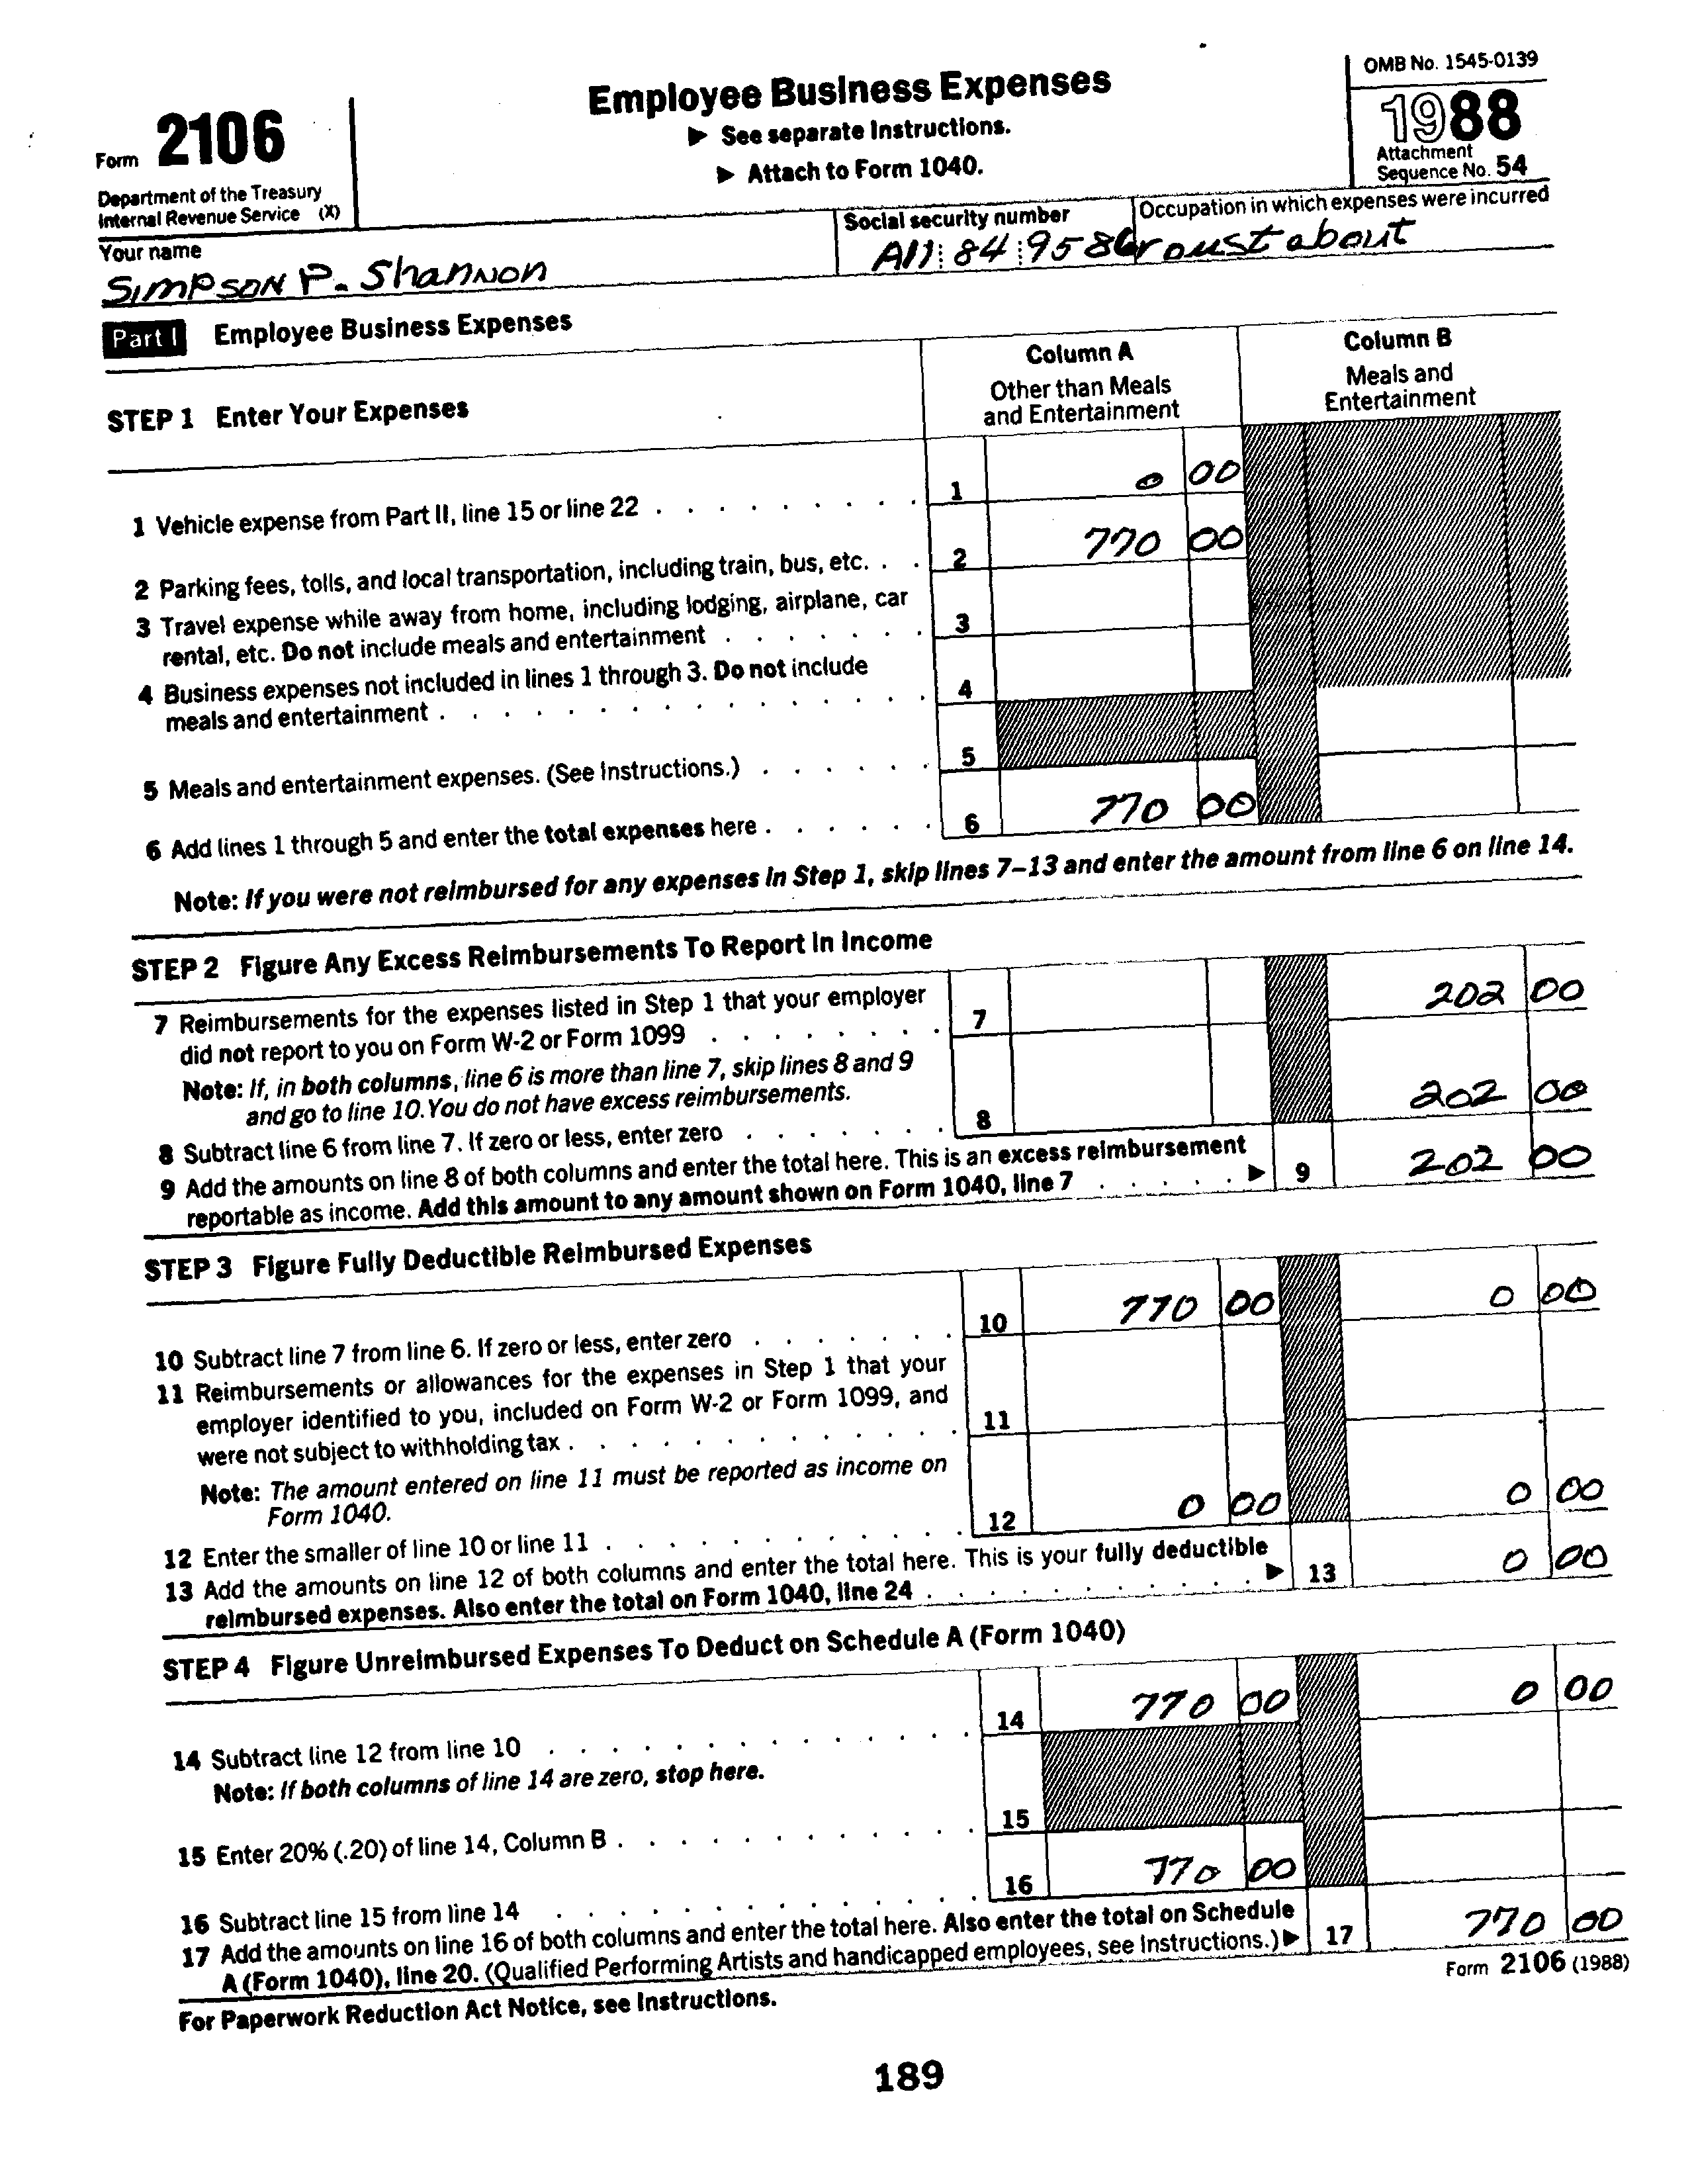 OMB No. 1545-0139
Form 2106
Employee Business Expenses
► See separate Instructions.
► Attach to Form 1040.
1988
Attachment
Sequence No. 54
Department of the Treasury
Internal Revenue Service (X)
Your name
Social security number
Occupation in which expenses were incurred
SIMPSON P. Shannon
A11 84 958
roustabout
Part I Employee Business Expenses
STEP 1 Enter Your Expenses
Column A
Other than Meals
and Entertainment
Column B
Meals and
Entertainment
1 Vehicle expense from Part II, line 15 or line 22 . . . . . . . . . 1 0 00
2 Parking fees, tolls, and local transportation, including train, bus, etc. . . 2 770 00
3 Travel expense while away from home, including lodging, airplane, car
rental, etc. Do not include meals and entertainment . . . . . . . 3
4 Business expenses not included in lines 1 through 3. Do not include
meals and entertainment . . . . . . . . . . . . . . . . 4
5 Meals and entertainment expenses. (See Instructions.) . . . . . . 5
6 Add lines 1 through 5 and enter the total expenses here . . . . . . 6 770 00
Note: If you were not reimbursed for any expenses in Step 1, skip lines 7–13 and enter the amount from line 6 on line 14.
STEP 2 Figure Any Excess Reimbursements To Report in Income
7 Reimbursements for the expenses listed in Step 1 that your employer
did not report to you on Form W-2 or Form 1099 . . . . . . . . 7 202 00
Note: If, in both columns, line 6 is more than line 7, skip lines 8 and 9
and go to line 10. You do not have excess reimbursements.
8 Subtract line 6 from line 7. If zero or less, enter zero . . . . . . . 8 202 00
9 Add the amounts on line 8 of both columns and enter the total here. This is an excess reimbursement
reportable as income. Add this amount to any amount shown on Form 1040, line 7 . . . . . ► 9 202 00
STEP 3 Figure Fully Deductible Reimbursed Expenses
10 Subtract line 7 from line 6. If zero or less, enter zero . . . . . . . 10 770 00 0 00
11 Reimbursements or allowances for the expenses in Step 1 that your
employer identified to you, included on Form W-2 or Form 1099, and
were not subject to withholding tax . . . . . . . . . . . . . 11
Note: The amount entered on line 11 must be reported as income on
Form 1040.
12 Enter the smaller of line 10 or line 11 . . . . . . . . . . . . 12 0 00 0 00
13 Add the amounts on line 12 of both columns and enter the total here. This is your fully deductible
reimbursed expenses. Also enter the total on Form 1040, line 24 . . . . . . . . . . . ► 13 0 00
STEP 4 Figure Unreimbursed Expenses To Deduct on Schedule A (Form 1040)
14 Subtract line 12 from line 10 . . . . . . . . . . . . . . 14 770 00 0 00
Note: If both columns of line 14 are zero, stop here.
15 Enter 20% (.20) of line 14, Column B . . . . . . . . . . . . 15
16 Subtract line 15 from line 14 . . . . . . . . . . . . . . 16 770 00
17 Add the amounts on line 16 of both columns and enter the total here. Also enter the total on Schedule
A (Form 1040), line 20. (Qualified Performing Artists and handicapped employees, see Instructions.) ► 17 770 00
For Paperwork Reduction Act Notice, see Instructions.
Form 2106 (1988)
189